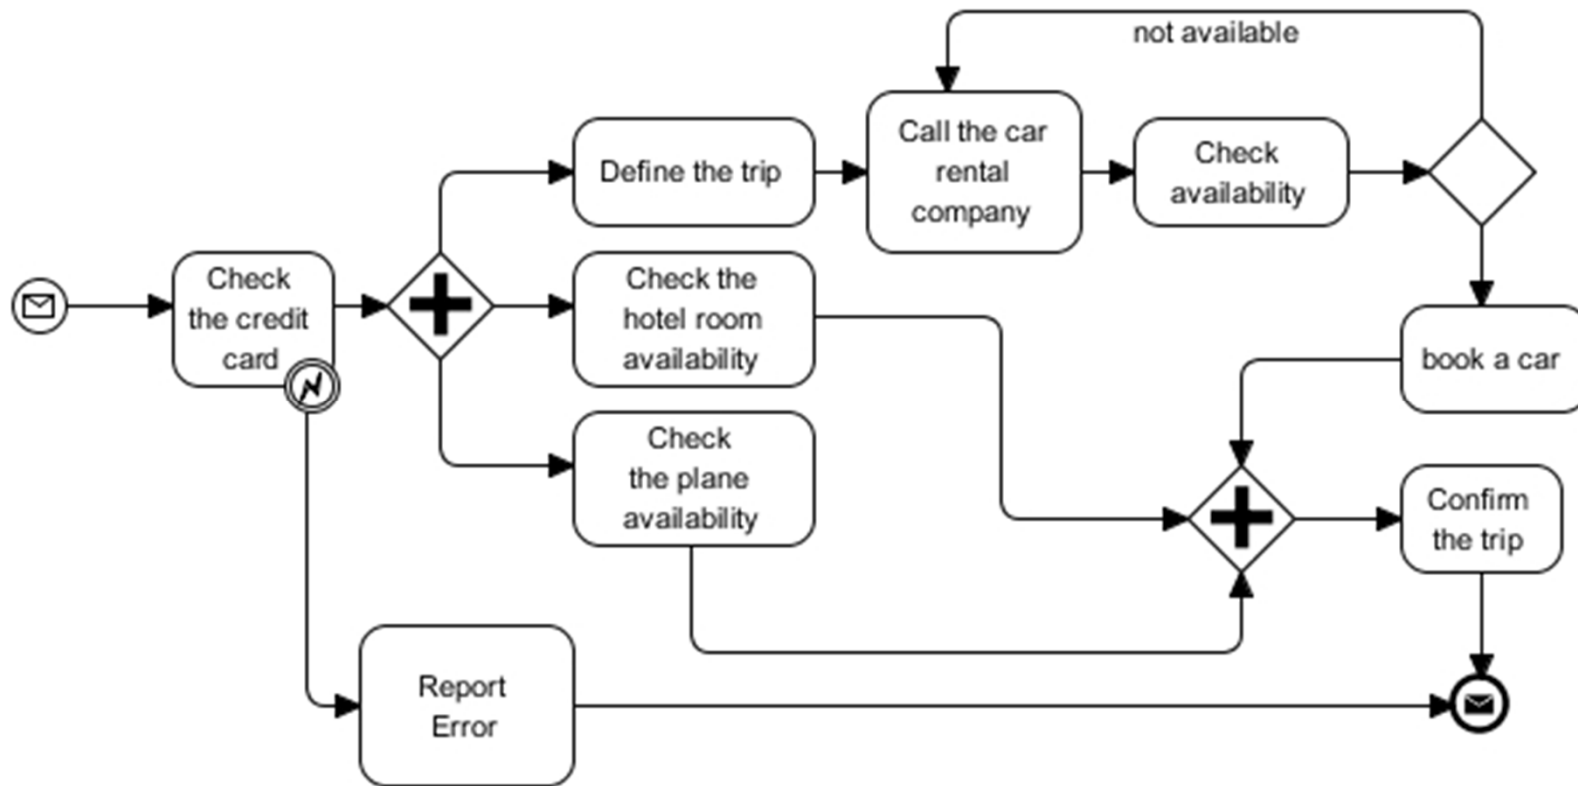 not available
Define the trip
Call the car
rental
company
Check
availability
Check
the credit
card
Check the
hotel room
availability
book a car
Check
the plane
availability
Confirm
the trip
Report
Error